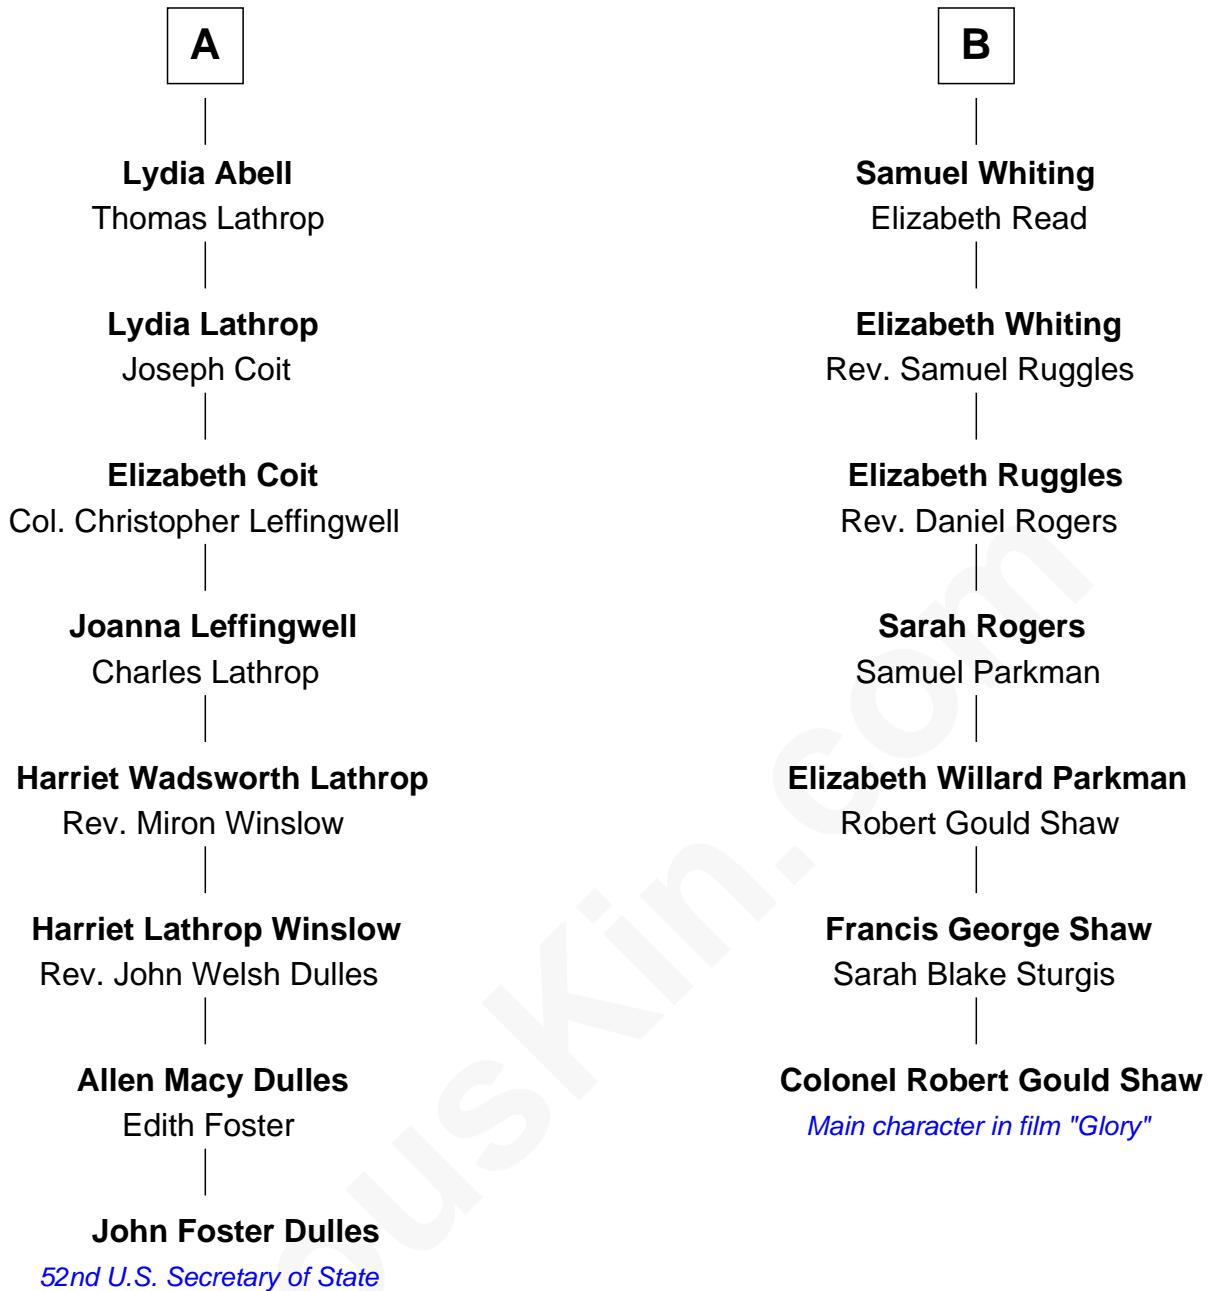 A
Lydia Abell
Thomas Lathrop
Lydia Lathrop
Joseph Coit
Elizabeth Coit
Col. Christopher Leffingwell
Joanna Leffingwell
Charles Lathrop
Harriet Wadsworth Lathrop
Rev. Miron Winslow
Harriet Lathrop Winslow
Rev. John Welsh Dulles
Allen Macy Dulles
Edith Foster
John Foster Dulles
52nd U.S. Secretary of State
B
Samuel Whiting
Elizabeth Read
Elizabeth Whiting
Rev. Samuel Ruggles
Elizabeth Ruggles
Rev. Daniel Rogers
Sarah Rogers
Samuel Parkman
Elizabeth Willard Parkman
Robert Gould Shaw
Francis George Shaw
Sarah Blake Sturgis
Colonel Robert Gould Shaw
Main character in film "Glory"
ousKin.com